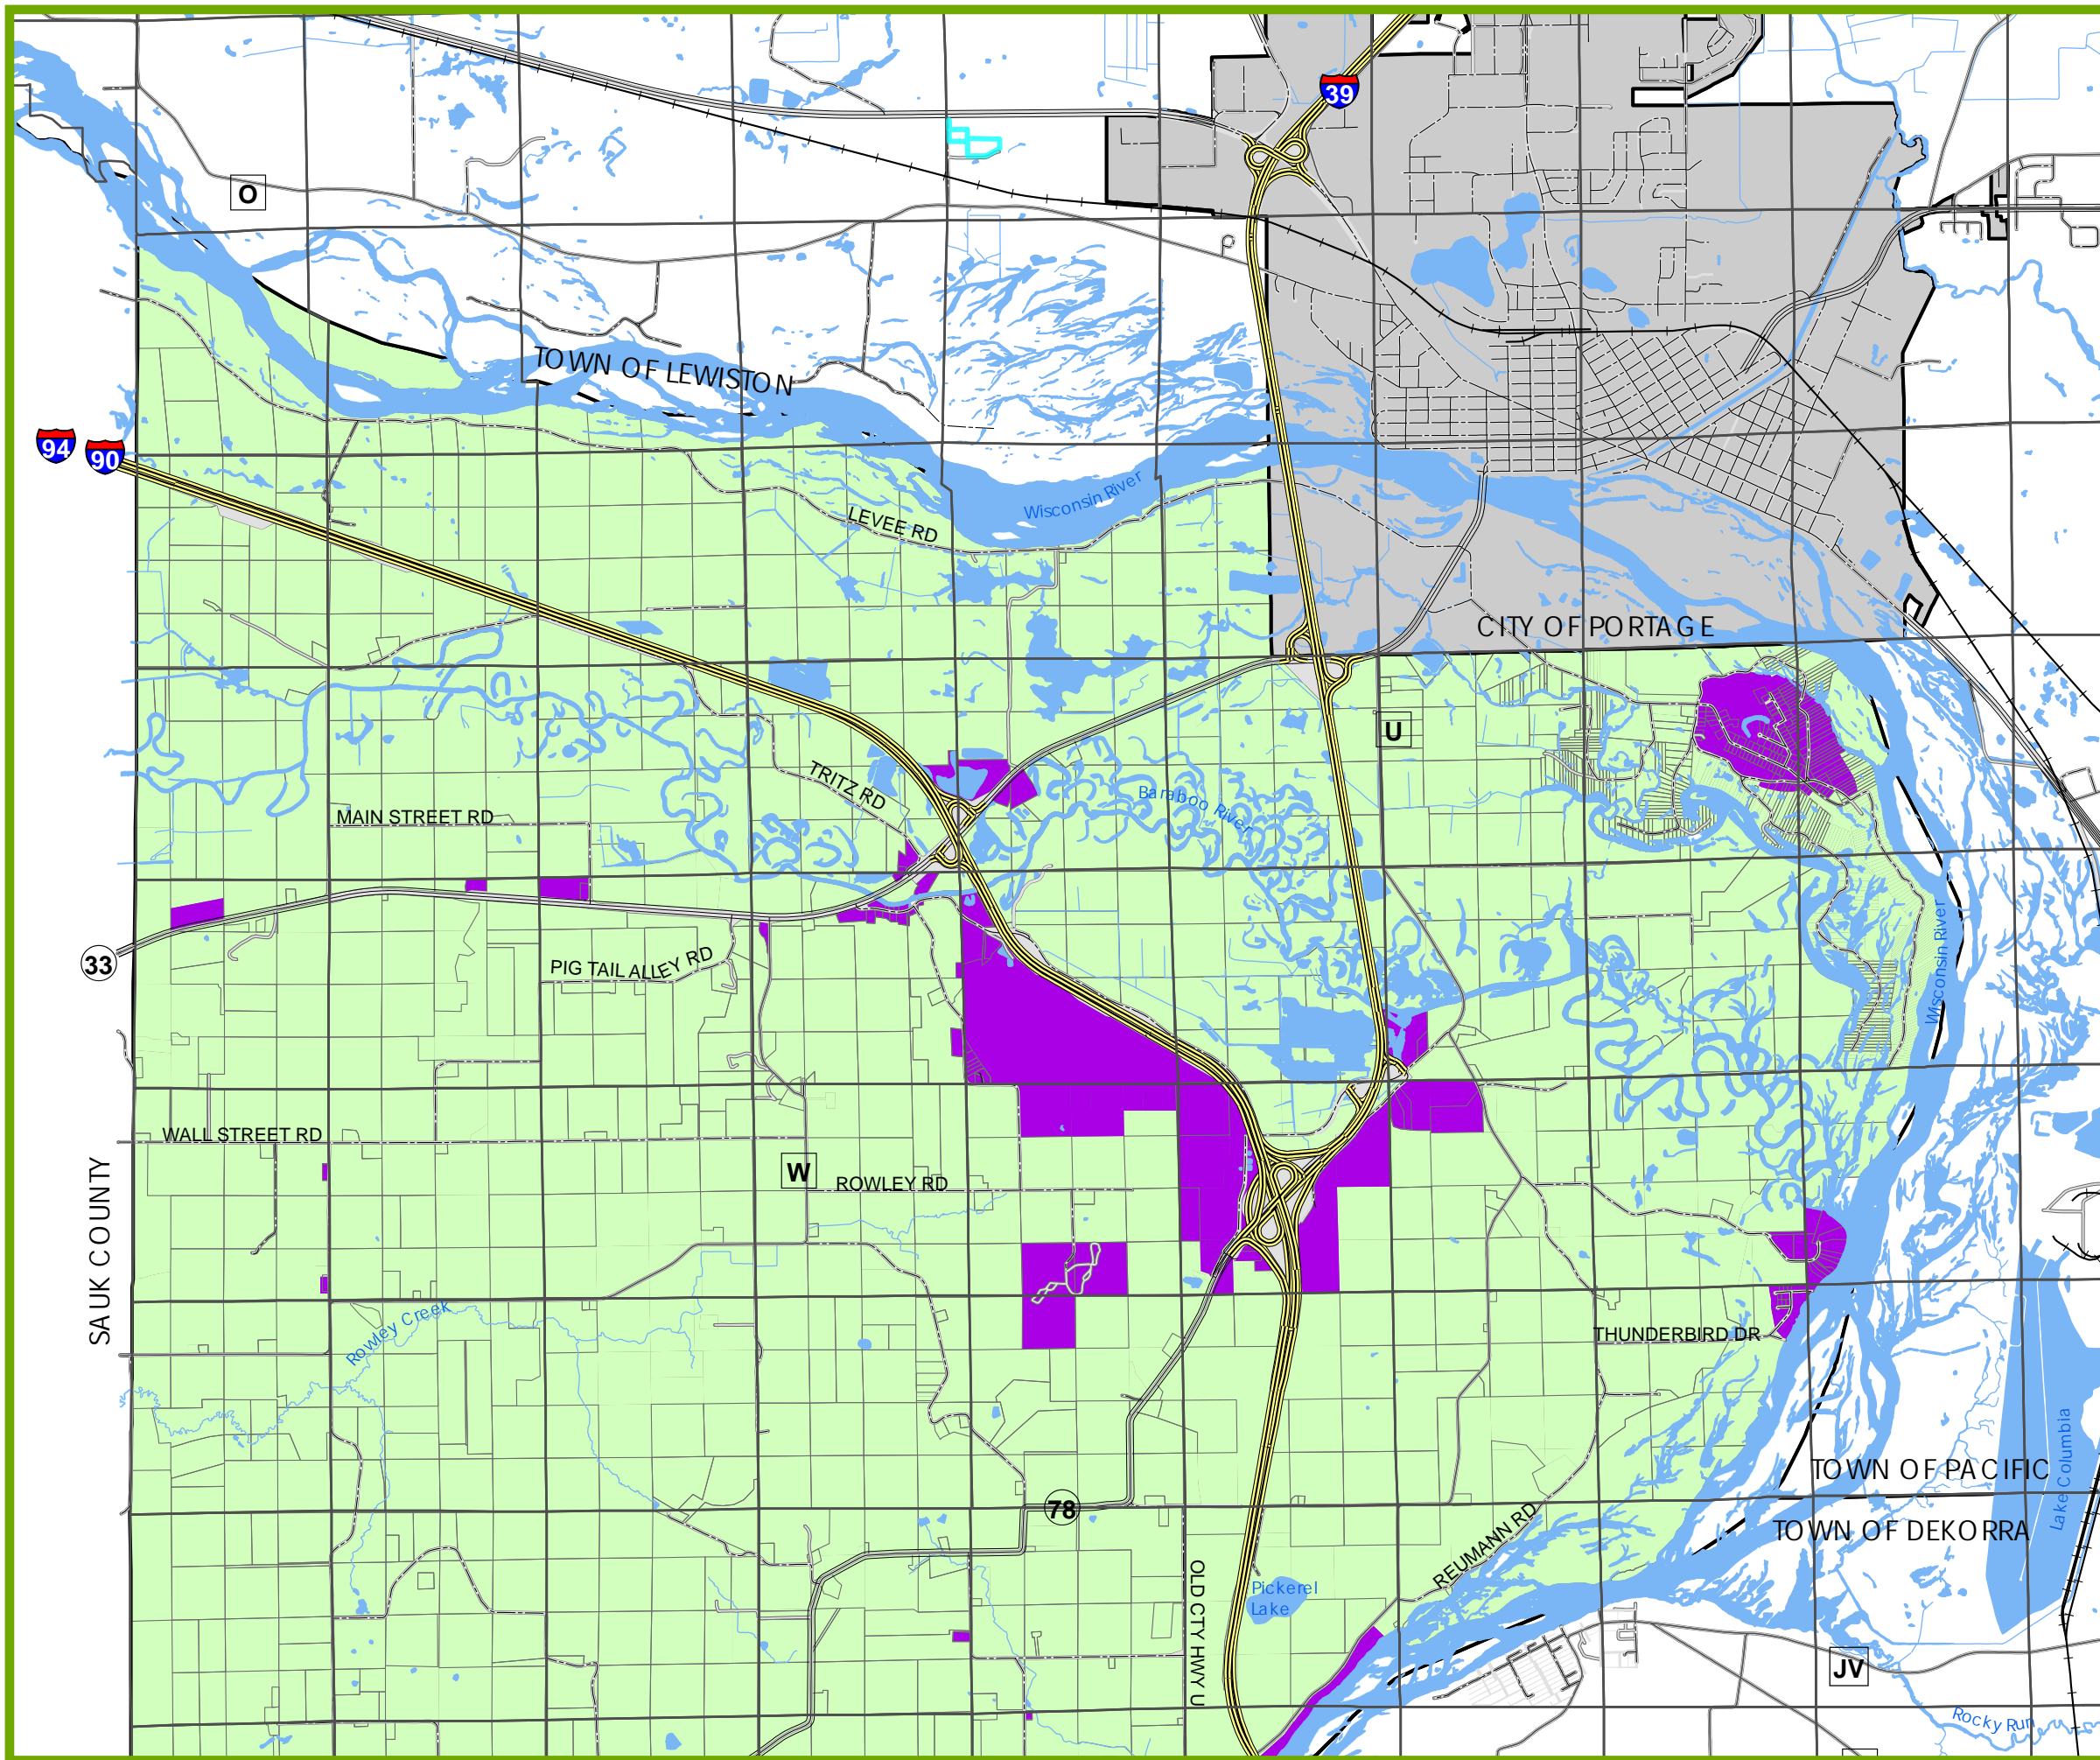 39
O
TOWN OF LEWISTON
94
90
Wisconsin River
LEVEE RD
CITY OF PORTAGE
U
TRITZ RD
Baraboo River
MAIN STREET RD
33
PIG TAIL ALLEY RD
Wisconsin River
WALL STREET RD
W
ROWLEY RD
SAUK COUNTY
Rowley Creek
THUNDERBIRD DR
Lake Columbia
TOWN OF PACIFIC
78
TOWN OF DEKORRA
REUMANN RD
OLD CTY HWY U
Pickerel
Lake
JV
Rocky Run